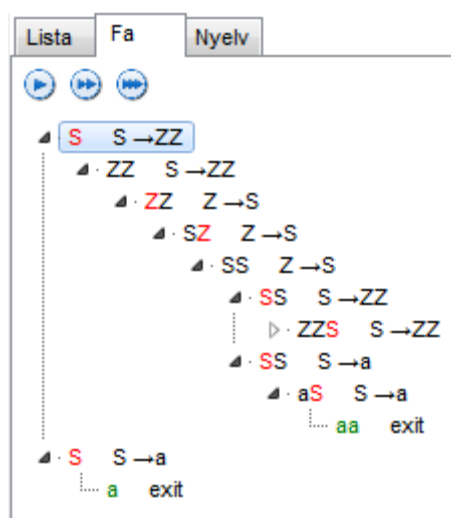 Lista Fa Nyelv
S S→ZZ
ZZ S→ZZ
ZZ Z→S
SZ Z→S
SS Z→S
SS S→ZZ
ZZS S→ZZ
SS S→a
aS S→a
aa exit
S S→a
a exit